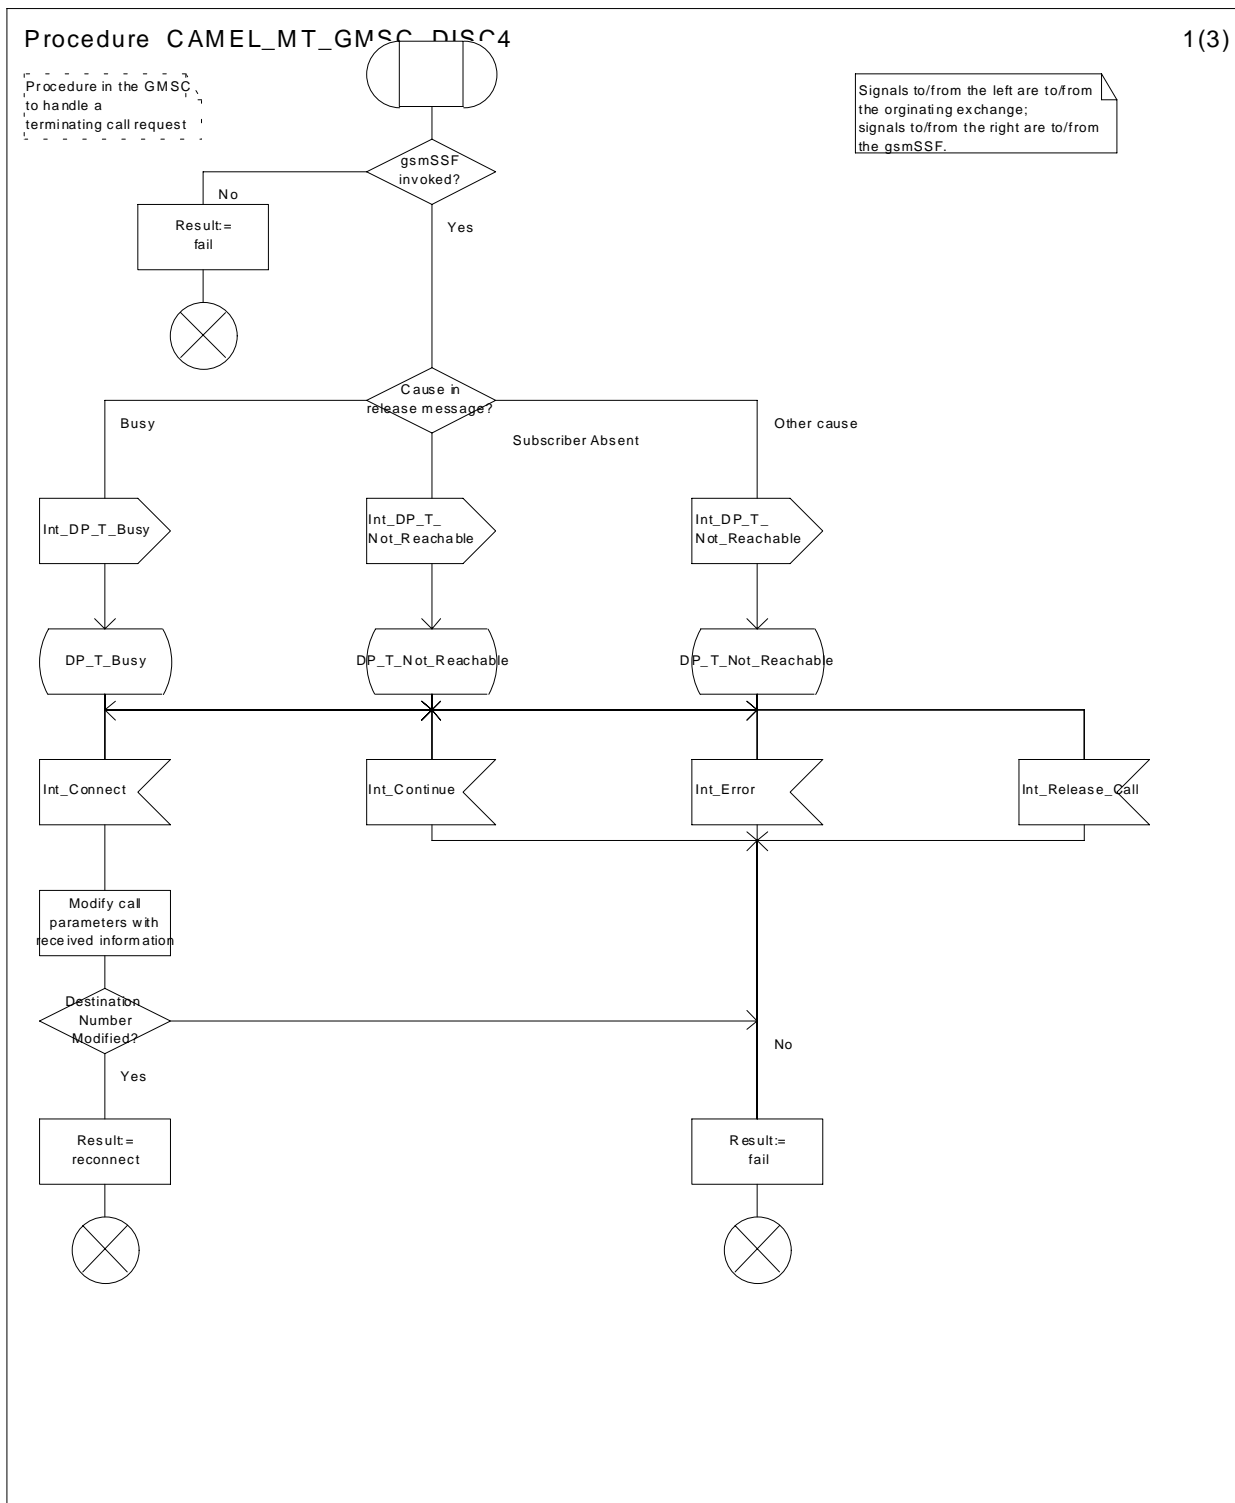 Procedure CAMEL_MT_GMSC_DISC4
1(3)
Procedure in the GMSC
to handle a
terminating call request
Signals to/from the left are to/from
the orginating exchange;
signals to/from the right are to/from
the gsmSSF.
gsmSSF
invoked?
No
Yes
Result:=
fail
Cause in
release message?
Busy
Subscriber Absent
Other cause
Int_DP_T_Busy
Int_DP_T_
Not_Reachable
Int_DP_T_
Not_Reachable
DP_T_Busy
DP_T_Not_Reachable
DP_T_Not_Reachable
Int_Connect
Int_Continue
Int_Error
Int_Release_Call
Modify call
parameters with
received information
Destination
Number
Modified?
No
Yes
Result:=
reconnect
Result:=
fail